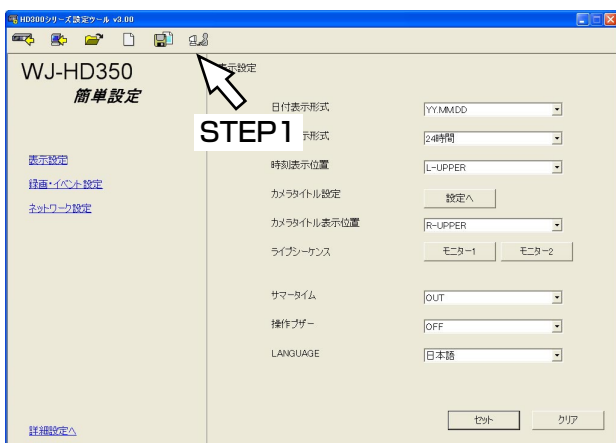 HD300シリーズ設定ツール v3.00
WJ-HD350
簡単設定
表示設定
録画・イベント設定
ネットワーク設定
詳細設定へ
表示設定
日付表示形式 YY.MM.DD
STEP1
示形式 24時間
時刻表示位置 L-UPPER
カメラタイトル設定 設定へ
カメラタイトル表示位置 R-UPPER
ライブシーケンス モニター1 モニター2
サマータイム OUT
操作ブザー OFF
LANGUAGE 日本語
セット クリア